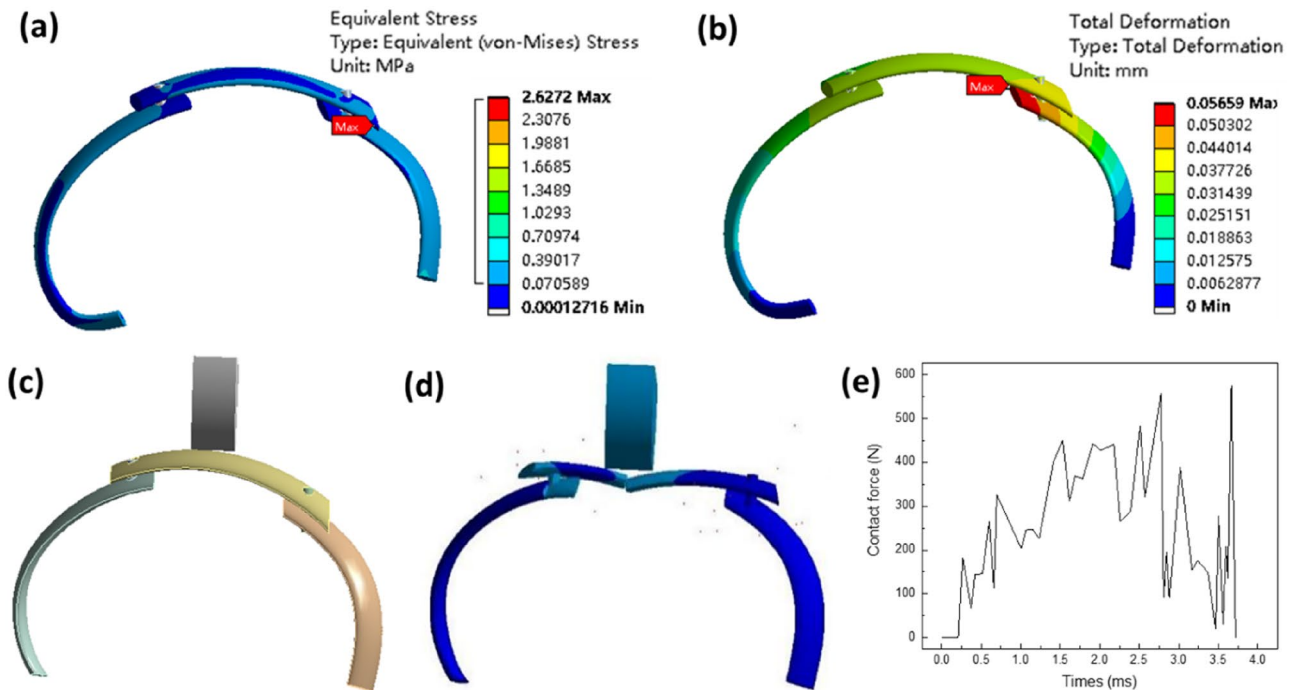 (a)
Equivalent Stress
Type: Equivalent (von-Mises) Stress
Unit: MPa
2.6272 Max
2.3076
1.9881
1.6685
1.3489
1.0293
0.70974
0.39017
0.070589
0.00012716 Min
Max
(b)
Total Deformation
Type: Total Deformation
Unit: mm
0.05659 Max
0.050302
0.044014
0.037726
0.031439
0.025151
0.018863
0.012575
0.0062877
0 Min
Max
(c)
(d)
(e)
Contact force (N)
600
500
400
300
200
100
0
0.0 0.5 1.0 1.5 2.0 2.5 3.0 3.5 4.0
Times (ms)